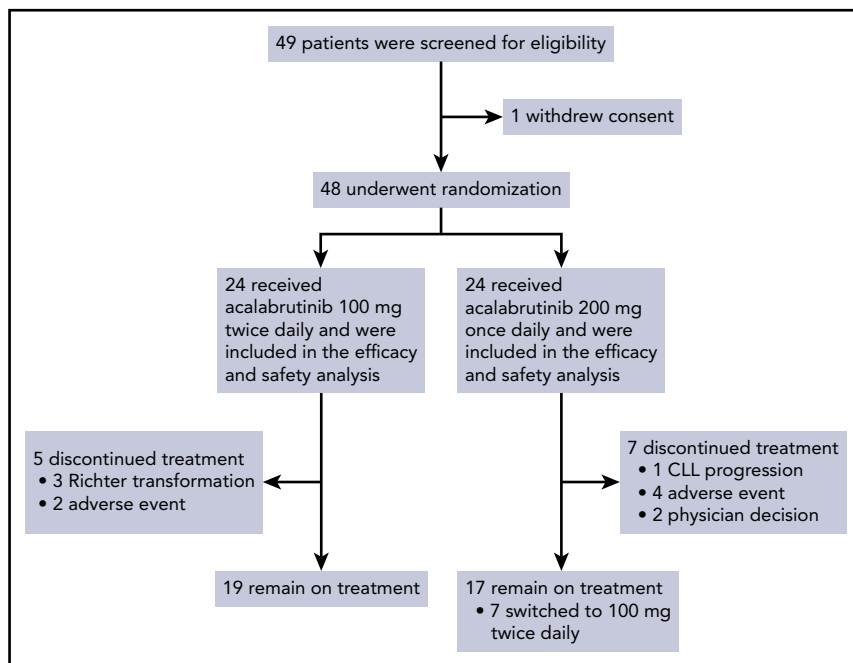 49 patients were screened for eligibility
1 withdrew consent
48 underwent randomization
24 received
acalabrutinib 100 mg
twice daily and were
included in the efficacy
and safety analysis
24 received
acalabrutinib 200 mg
once daily and were
included in the efficacy
and safety analysis
5 discontinued treatment
• 3 Richter transformation
• 2 adverse event
7 discontinued treatment
• 1 CLL progression
• 4 adverse event
• 2 physician decision
19 remain on treatment
17 remain on treatment
• 7 switched to 100 mg
twice daily